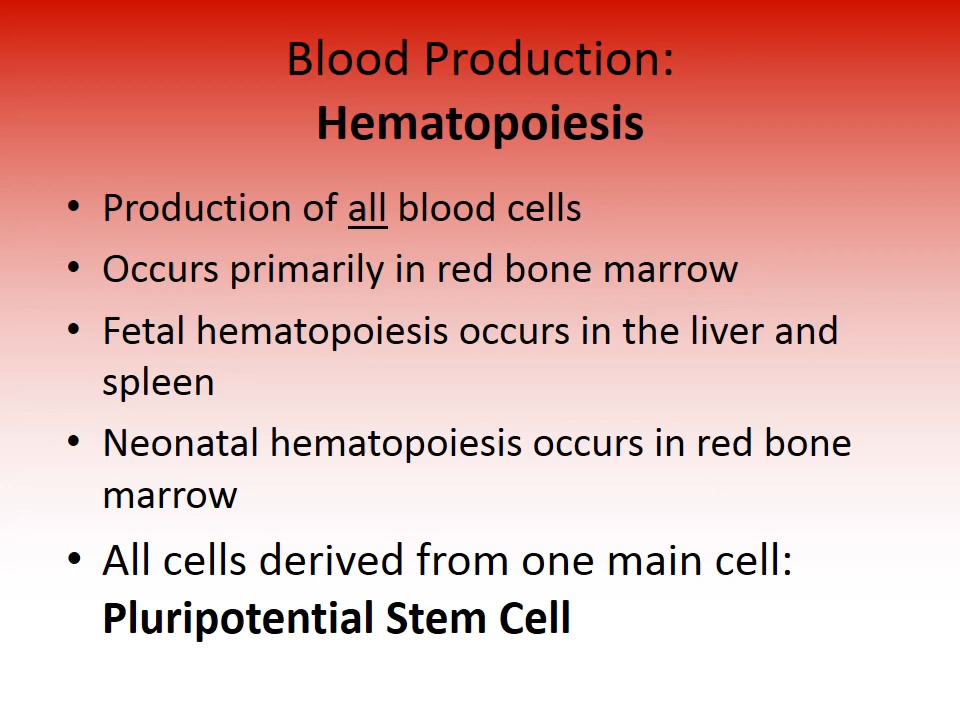 Blood Production:
Hematopoiesis
• Production of all blood cells
• Occurs primarily in red bone marrow
• Fetal hematopoiesis occurs in the liver and
spleen
• Neonatal hematopoiesis occurs in red bone
marrow
• All cells derived from one main cell:
Pluripotential Stem Cell